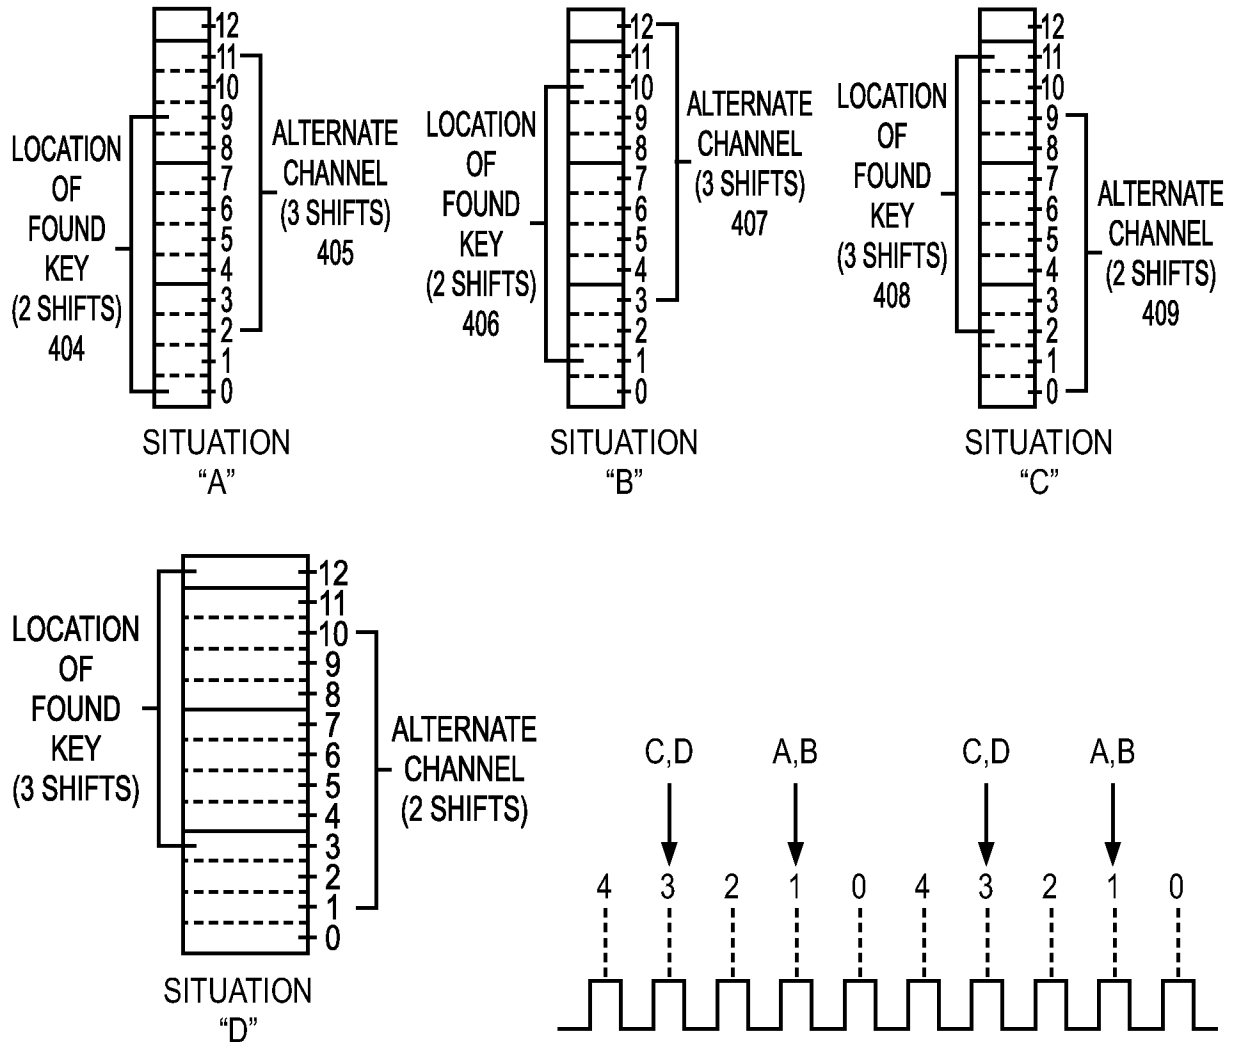 12
11
10
9
8
7
6
5
4
3
2
1
0
LOCATION
OF
FOUND
KEY
(2 SHIFTS)
404
ALTERNATE
CHANNEL
(3 SHIFTS)
405
SITUATION
“A”
12
11
10
9
8
7
6
5
4
3
2
1
0
LOCATION
OF
FOUND
KEY
(2 SHIFTS)
406
ALTERNATE
CHANNEL
(3 SHIFTS)
407
SITUATION
“B”
12
11
10
9
8
7
6
5
4
3
2
1
0
LOCATION
OF
FOUND
KEY
(3 SHIFTS)
408
ALTERNATE
CHANNEL
(2 SHIFTS)
409
SITUATION
“C”
12
11
10
9
8
7
6
5
4
3
2
1
0
LOCATION
OF
FOUND
KEY
(3 SHIFTS)
ALTERNATE
CHANNEL
(2 SHIFTS)
SITUATION
“D”
C,D A,B C,D A,B
4 3 2 1 0 4 3 2 1 0